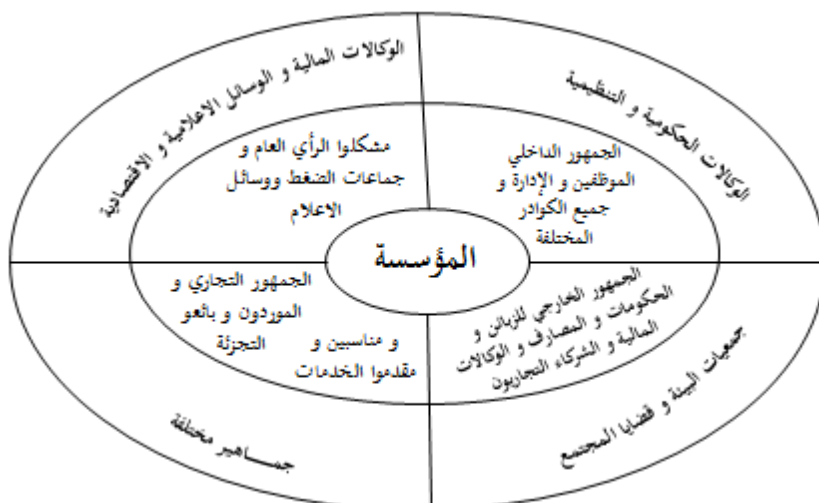 الوكالات الحكومية و التنظيمية
الوكالات المالية و الوسائل الاعلامية و الاقتصادية
الجمهور الداخلي
الموظفين و الإدارة و
جميع الكوادر
المختلفة
مشكلوا الرأي العام و
جماعات الضغط ووسائل
الاعلام
المؤسسة
الجمهور الخارجي للزبائن و
الحكومات و المصارف و الوكالات
المالية و الشركاء التجاريون
الجمهور التجاري و
الموردون و بائعو
التجزئة
و مناسبين و
مقدموا الخدمات
جمعيات البيئة و قضايا المجتمع
جمـــاهير مختلفة